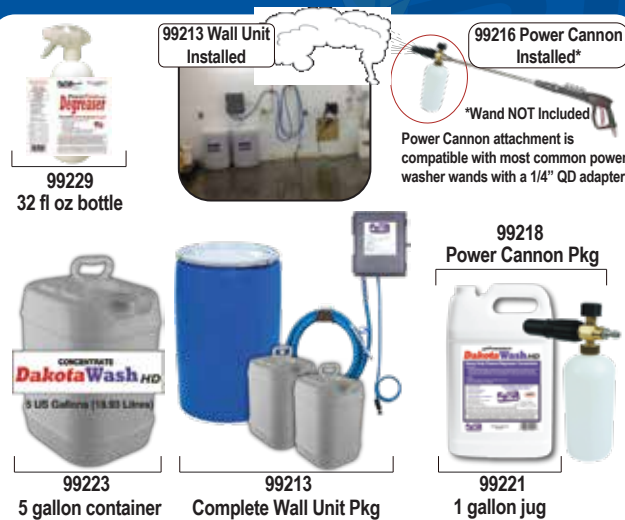 99213 Wall Unit
Installed
99216 Power Cannon
Installed*
*Wand NOT Included
Power Cannon attachment is
compatible with most common power
washer wands with a 1/4" QD adapter
Degreaser
99229
32 fl oz bottle
99218
Power Cannon Pkg
CONCENTRATE
DakotaWash HD
5 US Gallons (18.93 Litres)
DakotaWash HD
99223
5 gallon container
99213
Complete Wall Unit Pkg
99221
1 gallon jug